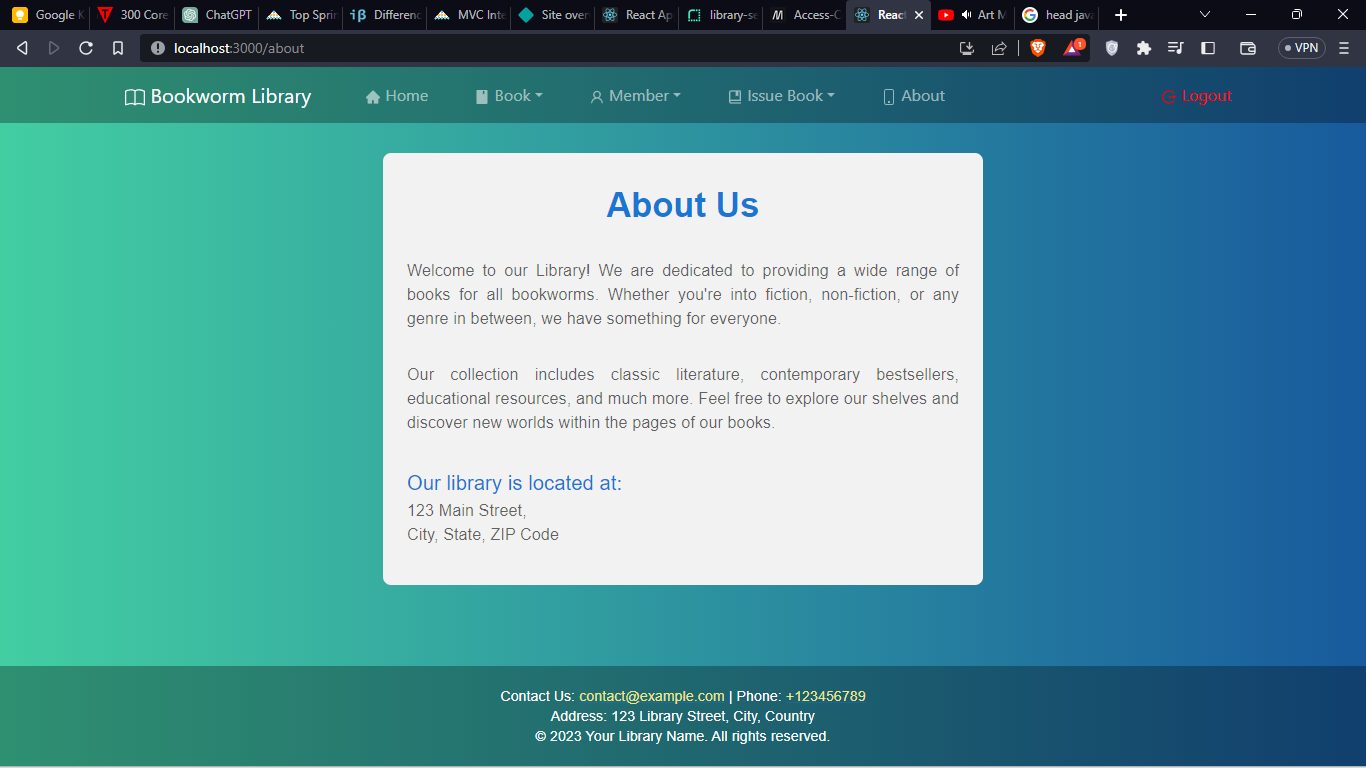 Google K
300 Core
ChatGPT
Top Sprin
Differenc
MVC Inte
Site over
React Ap
library-se
Access-C
React
Art M
head java
localhost:3000/about
1
VPN
Bookworm Library
Home
Book
Member
Issue Book
About
Logout
About Us
Welcome to our Library! We are dedicated to providing a wide range of
books for all bookworms. Whether you're into fiction, non-fiction, or any
genre in between, we have something for everyone.
Our collection includes classic literature, contemporary bestsellers,
educational resources, and much more. Feel free to explore our shelves and
discover new worlds within the pages of our books.
Our library is located at:
123 Main Street,
City, State, ZIP Code
Contact Us: contact@example.com | Phone: +123456789
Address: 123 Library Street, City, Country
© 2023 Your Library Name. All rights reserved.